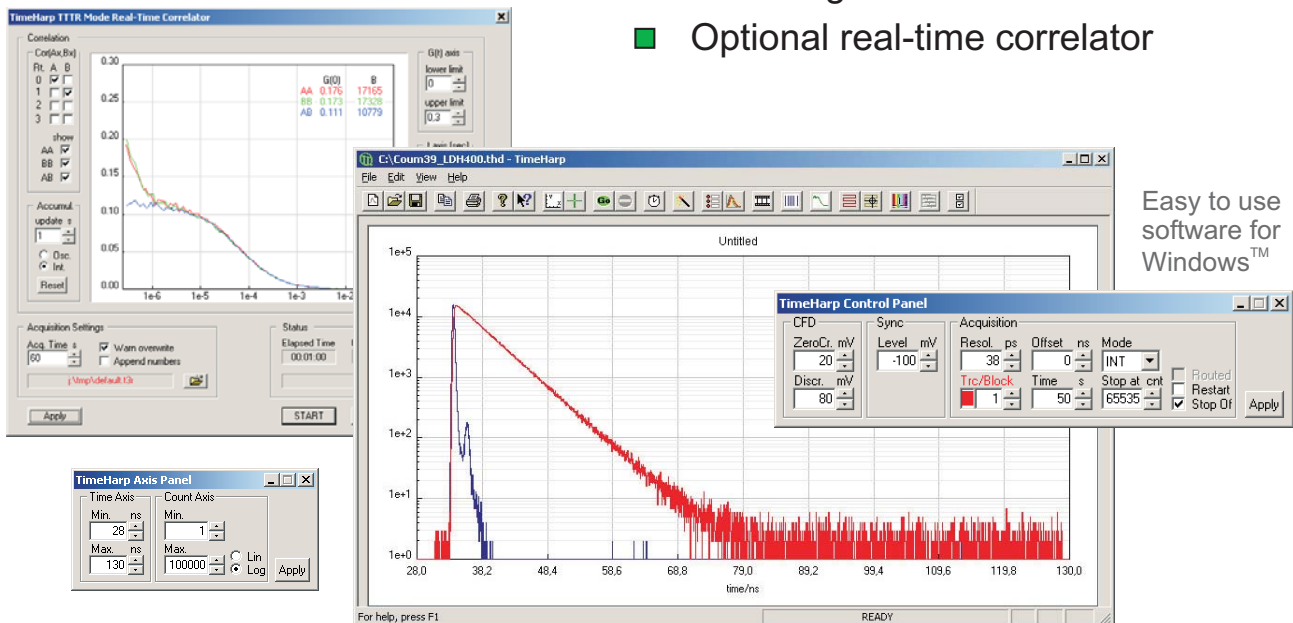 Optional real-time correlator
TimeHarp TTTR Mode Real-Time Correlator
Correlation
Cor(Ax,Bx)
Rt. A B
0
1
2
3
show
AA
BB
AB
Accumul.
update s
1
Osc.
Int.
Reset
0.30
0.25
0.20
0.15
0.10
0.05
0.00
1e-6 1e-5 1e-4 1e-3 1e-2
G(0) B
AA 0.176 17165
BB 0.173 17328
AB 0.111 10779
G(t) axis
lower limit
0
upper limit
0.3
Acquisition Settings
Acq. Time s
60
Warn overwrite
Append numbers
j:\tmp\default.t3r
Apply
Status
Elapsed Time
00:01:00
START
C:\Coum39_LDH400.thd - TimeHarp
File Edit View Help
Go
Untitled
1e+5
1e+4
1e+3
1e+2
1e+1
1e+0
28,0 38,2 48,4 58,6 68,8 79,0 89,2 99,4 109,6 119,8 130,0
time/ns
For help, press F1
READY
Easy to use
software for
Windows™
TimeHarp Control Panel
CFD
ZeroCr. mV
20
Discr. mV
80
Sync
Level mV
-100
Acquisition
Resol. ps Offset ns Mode
38 0 INT
Trc/Block Time s Stop at cnt
1 50 65535
Routed
Restart
Stop Of
Apply
TimeHarp Axis Panel
Time Axis
Min. ns
28
Max. ns
130
Count Axis
Min.
1
Max.
100000
Lin
Log
Apply